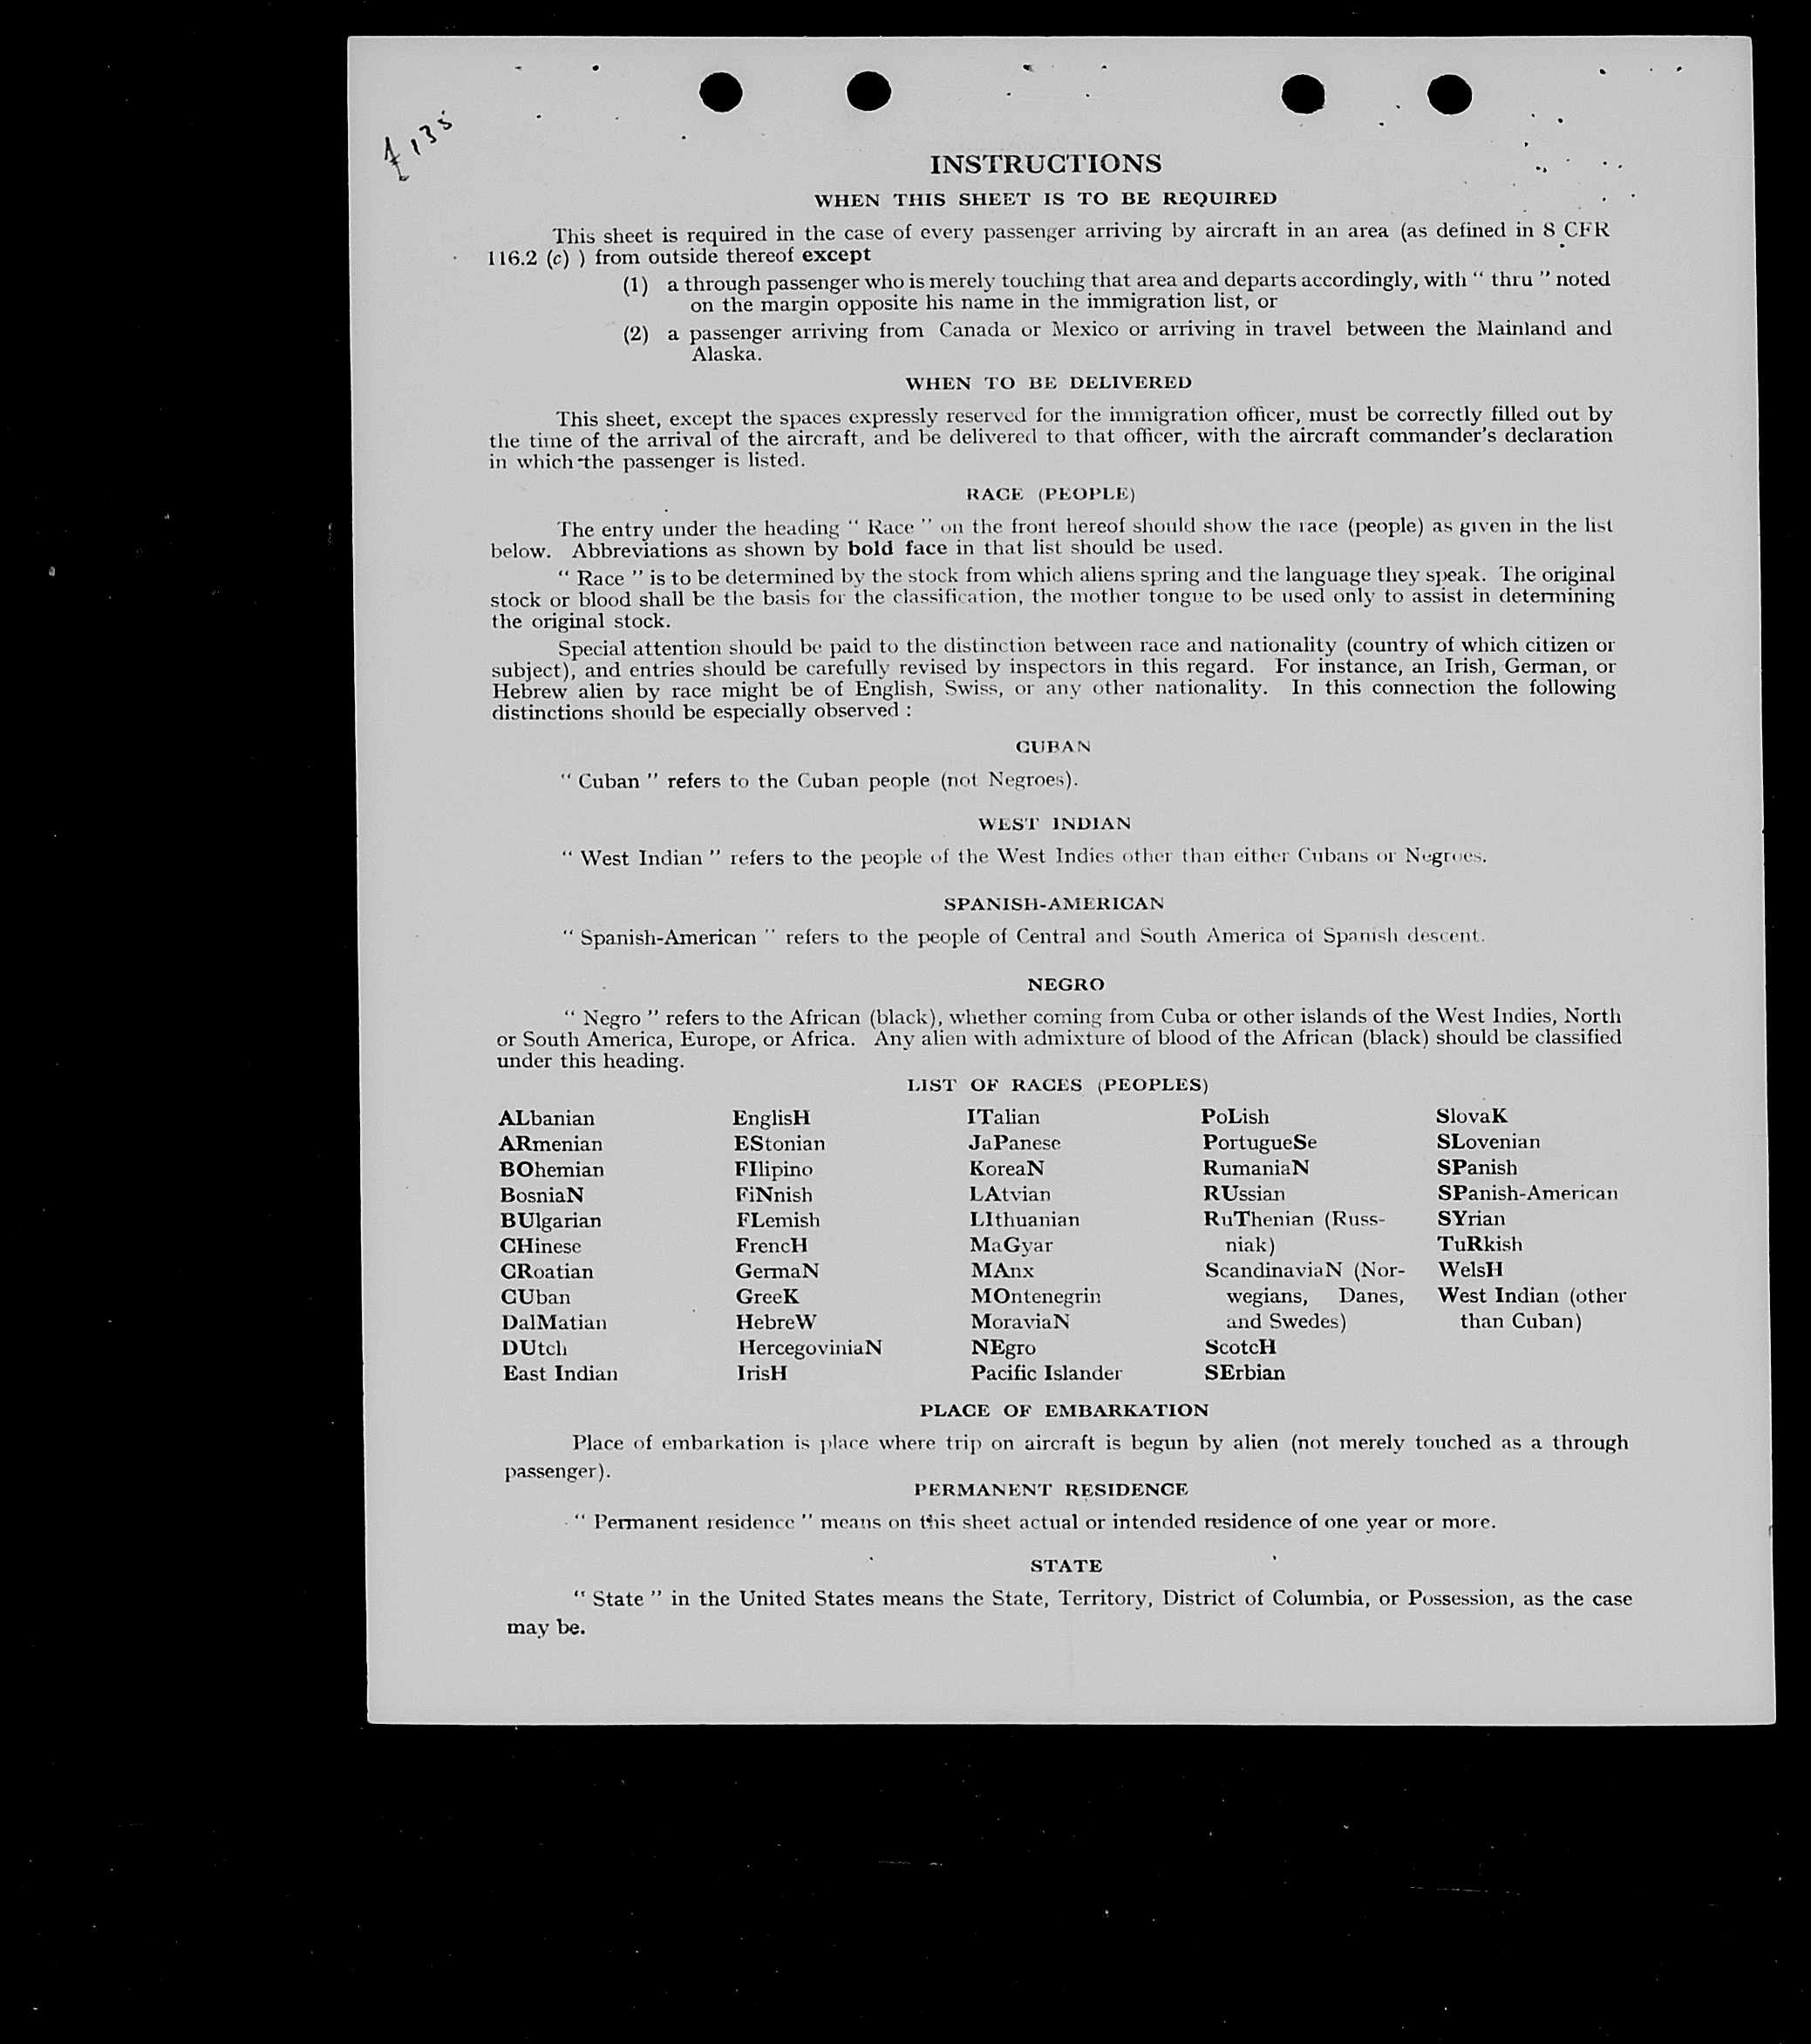 135
INSTRUCTIONS
WHEN THIS SHEET IS TO BE REQUIRED
This sheet is required in the case of every passenger arriving by aircraft in an area (as defined in 8 CFR
116.2 (c) ) from outside thereof except
(1) a through passenger who is merely touching that area and departs accordingly, with " thru " noted
on the margin opposite his name in the immigration list, or
(2) a passenger arriving from Canada or Mexico or arriving in travel between the Mainland and
Alaska.
WHEN TO BE DELIVERED
This sheet, except the spaces expressly reserved for the immigration officer, must be correctly filled out by
the time of the arrival of the aircraft, and be delivered to that officer, with the aircraft commander's declaration
in which the passenger is listed.
RACE (PEOPLE)
The entry under the heading " Race " on the front hereof should show the race (people) as given in the list
below. Abbreviations as shown by bold face in that list should be used.
" Race " is to be determined by the stock from which aliens spring and the language they speak. The original
stock or blood shall be the basis for the classification, the mother tongue to be used only to assist in determining
the original stock.
Special attention should be paid to the distinction between race and nationality (country of which citizen or
subject), and entries should be carefully revised by inspectors in this regard. For instance, an Irish, German, or
Hebrew alien by race might be of English, Swiss, or any other nationality. In this connection the following
distinctions should be especially observed :
CUBAN
" Cuban " refers to the Cuban people (not Negroes).
WEST INDIAN
" West Indian " refers to the people of the West Indies other than either Cubans or Negroes.
SPANISH-AMERICAN
" Spanish-American " refers to the people of Central and South America of Spanish descent.
NEGRO
" Negro " refers to the African (black), whether coming from Cuba or other islands of the West Indies, North
or South America, Europe, or Africa. Any alien with admixture of blood of the African (black) should be classified
under this heading.
LIST OF RACES (PEOPLES)
ALbanian
ARmenian
BOhemian
BosniaN
BUlgarian
CHinese
CRoatian
CUban
DalMatian
DUtch
East Indian
EnglisH
EStonian
FIlipino
FiNnish
FLemish
FrencH
GermaN
GreeK
HebreW
HercegoviniaN
IrisH
ITalian
JaPanese
KoreaN
LAtvian
LIthuanian
MaGyar
MAnx
MOntenegrin
MoraviaN
NEgro
Pacific Islander
PoLish
PortugueSe
RumaniaN
RUssian
RuThenian (Russ-
niak)
ScandinaviaN (Nor-
wegians, Danes,
and Swedes)
ScotcH
SErbian
SlovaK
SLovenian
SPanish
SPanish-American
SYrian
TuRkish
WelsH
West Indian (other
than Cuban)
PLACE OF EMBARKATION
Place of embarkation is place where trip on aircraft is begun by alien (not merely touched as a through
passenger).
PERMANENT RESIDENCE
" Permanent residence " means on this sheet actual or intended residence of one year or more.
STATE
" State " in the United States means the State, Territory, District of Columbia, or Possession, as the case
may be.